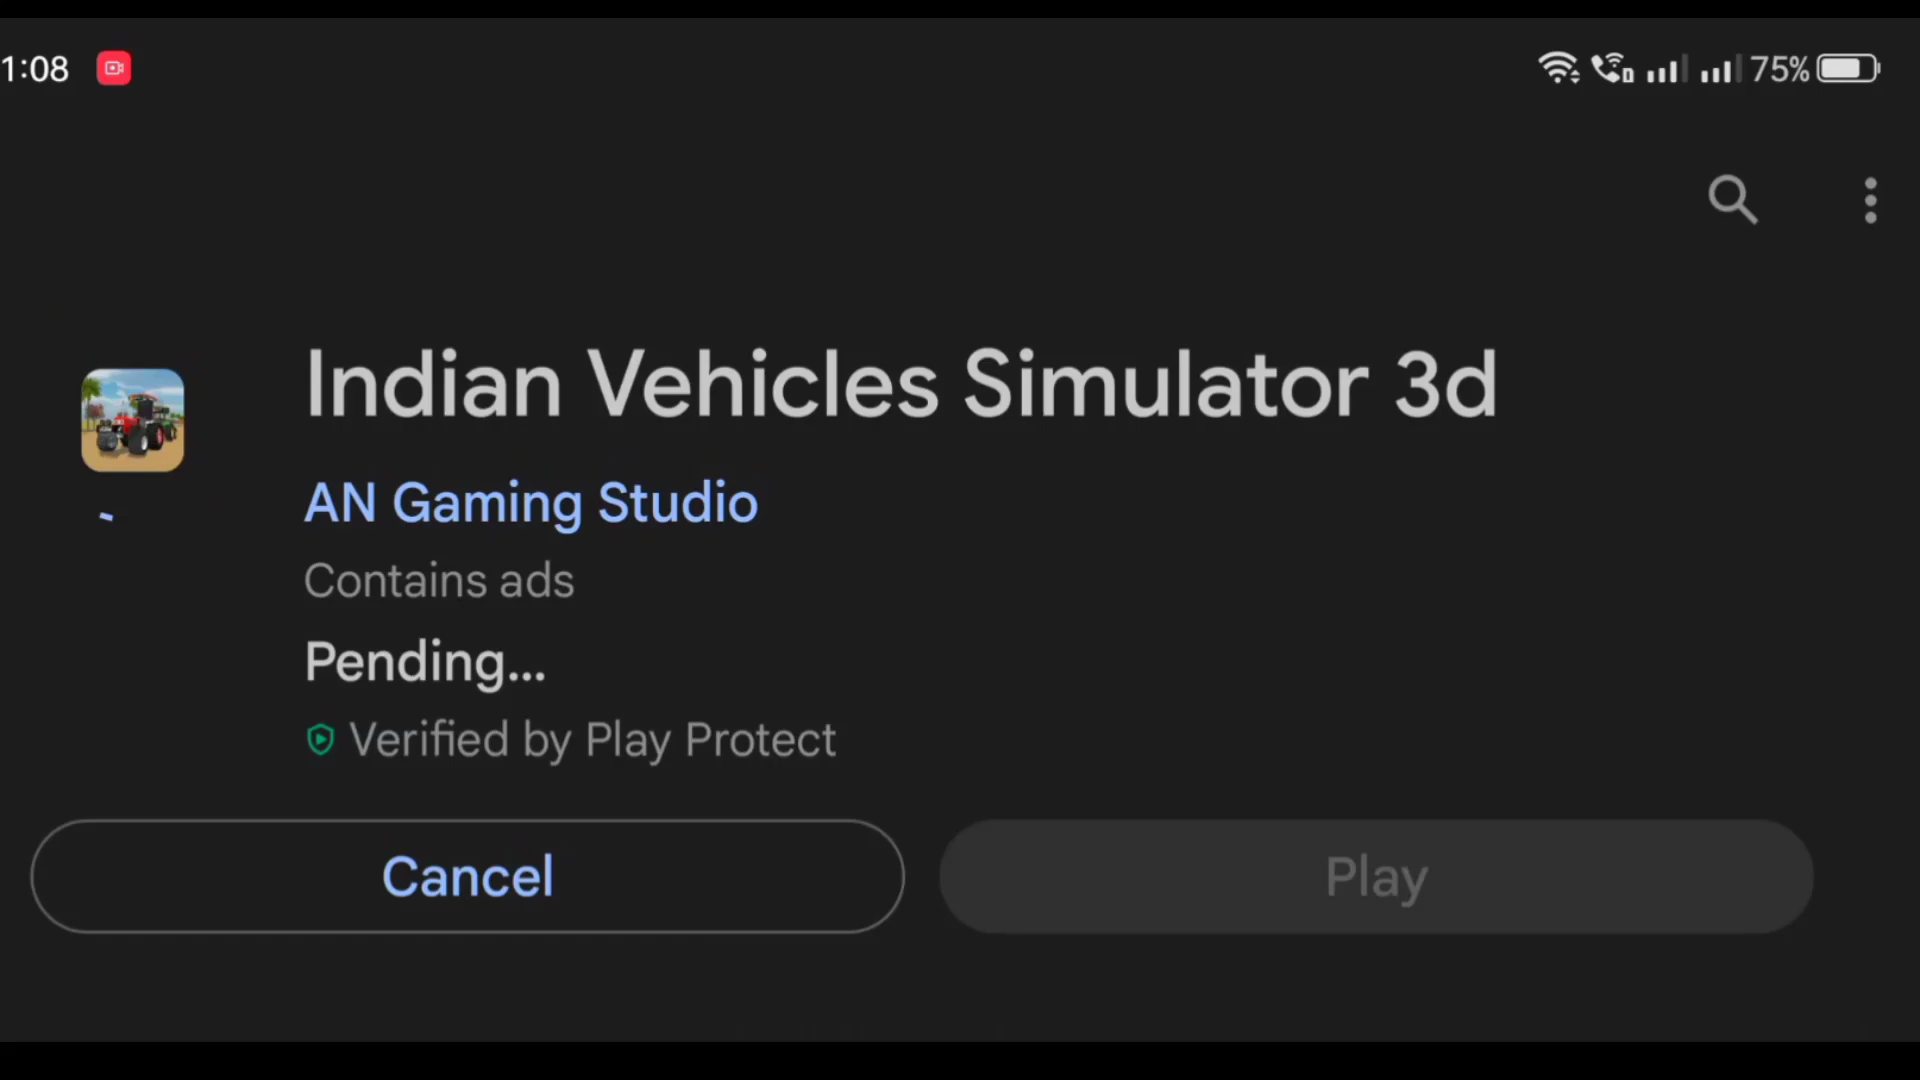 1:08 75%
Indian Vehicles Simulator 3d
AN Gaming Studio
Contains ads
Pending...
Verified by Play Protect
Cancel Play